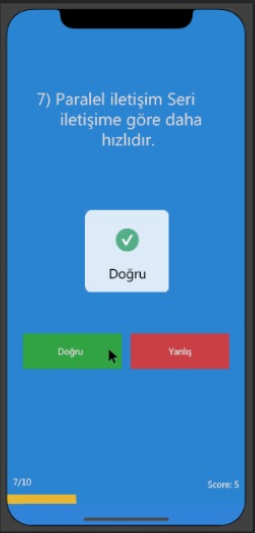 7) Paralel iletişim Seri
iletişime göre daha
hızlıdır.
Doğru
Doğru Yanlış
7/10 Score: 5